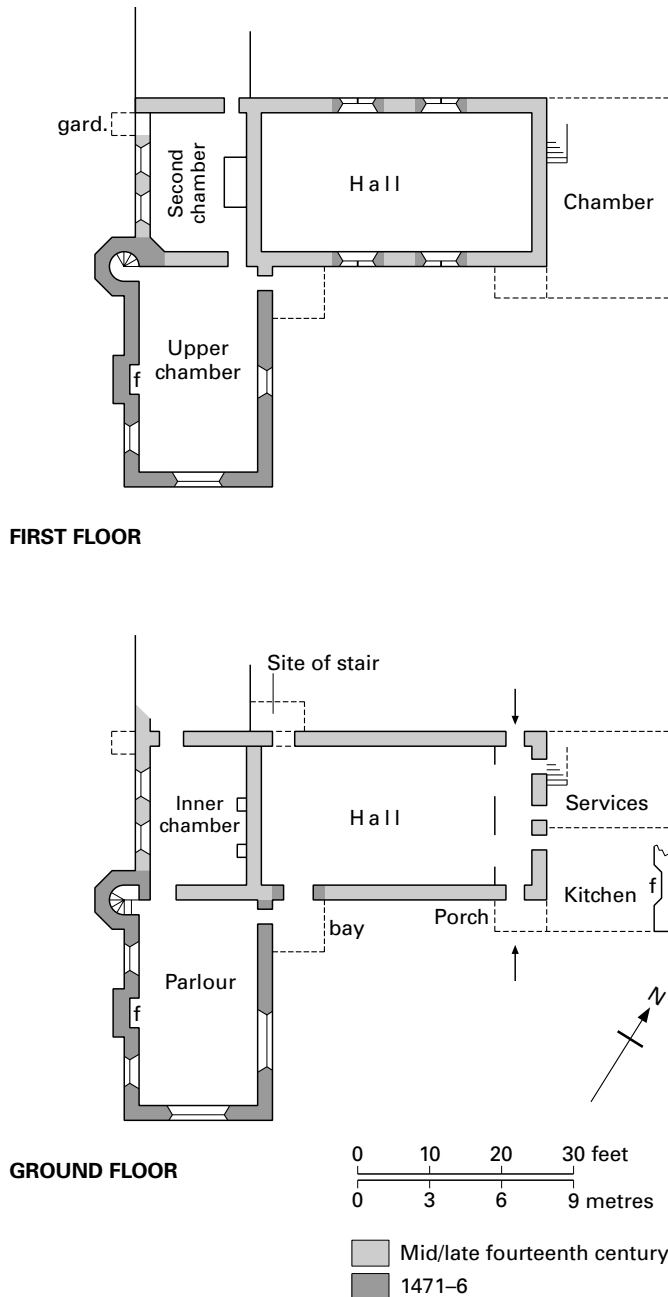 gard.
Second
chamber
Hall
Chamber
Upper
chamber
f
FIRST FLOOR
Site of stair
Inner
chamber
Hall
Services
Kitchen
f
Porch
bay
Parlour
f
N
GROUND FLOOR
0 10 20 30 feet
0 3 6 9 metres
Mid/late fourteenth century
1471–6